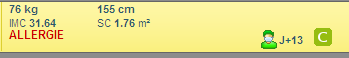 76 kg 155 cm
IMC 31.64 SC 1.76 m²
ALLERGIE
J+13 C